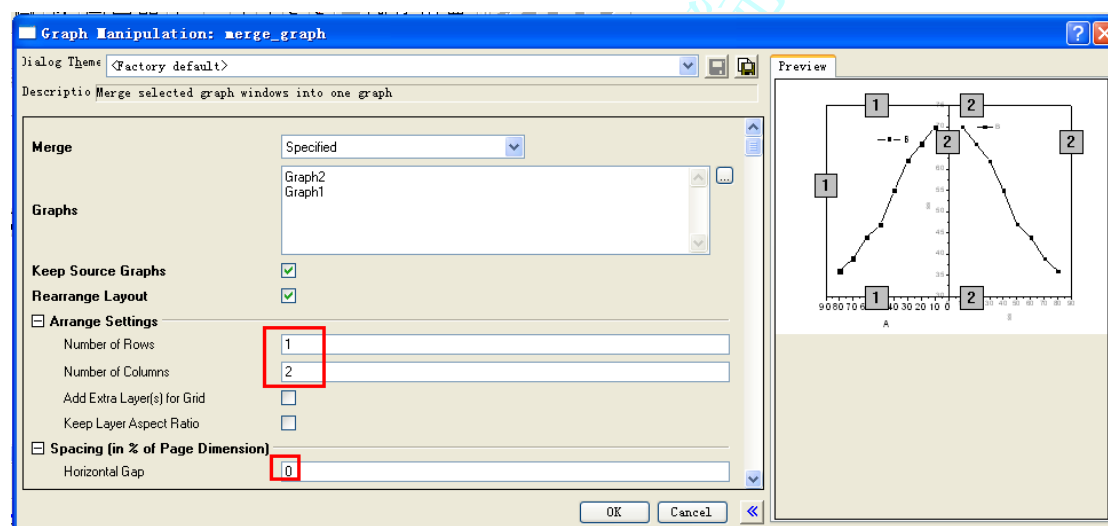 Graph Manipulation: merge_graph
Dialog Theme <Factory default>
Descriptio Merge selected graph windows into one graph
Merge Specified
Graphs
Graph2
Graph1
Keep Source Graphs
Rearrange Layout
Arrange Settings
Number of Rows 1
Number of Columns 2
Add Extra Layer(s) for Grid
Keep Layer Aspect Ratio
Spacing (in % of Page Dimension)
Horizontal Gap 0
OK Cancel
Preview
1 2
B 2 B 2
1
1 2
A